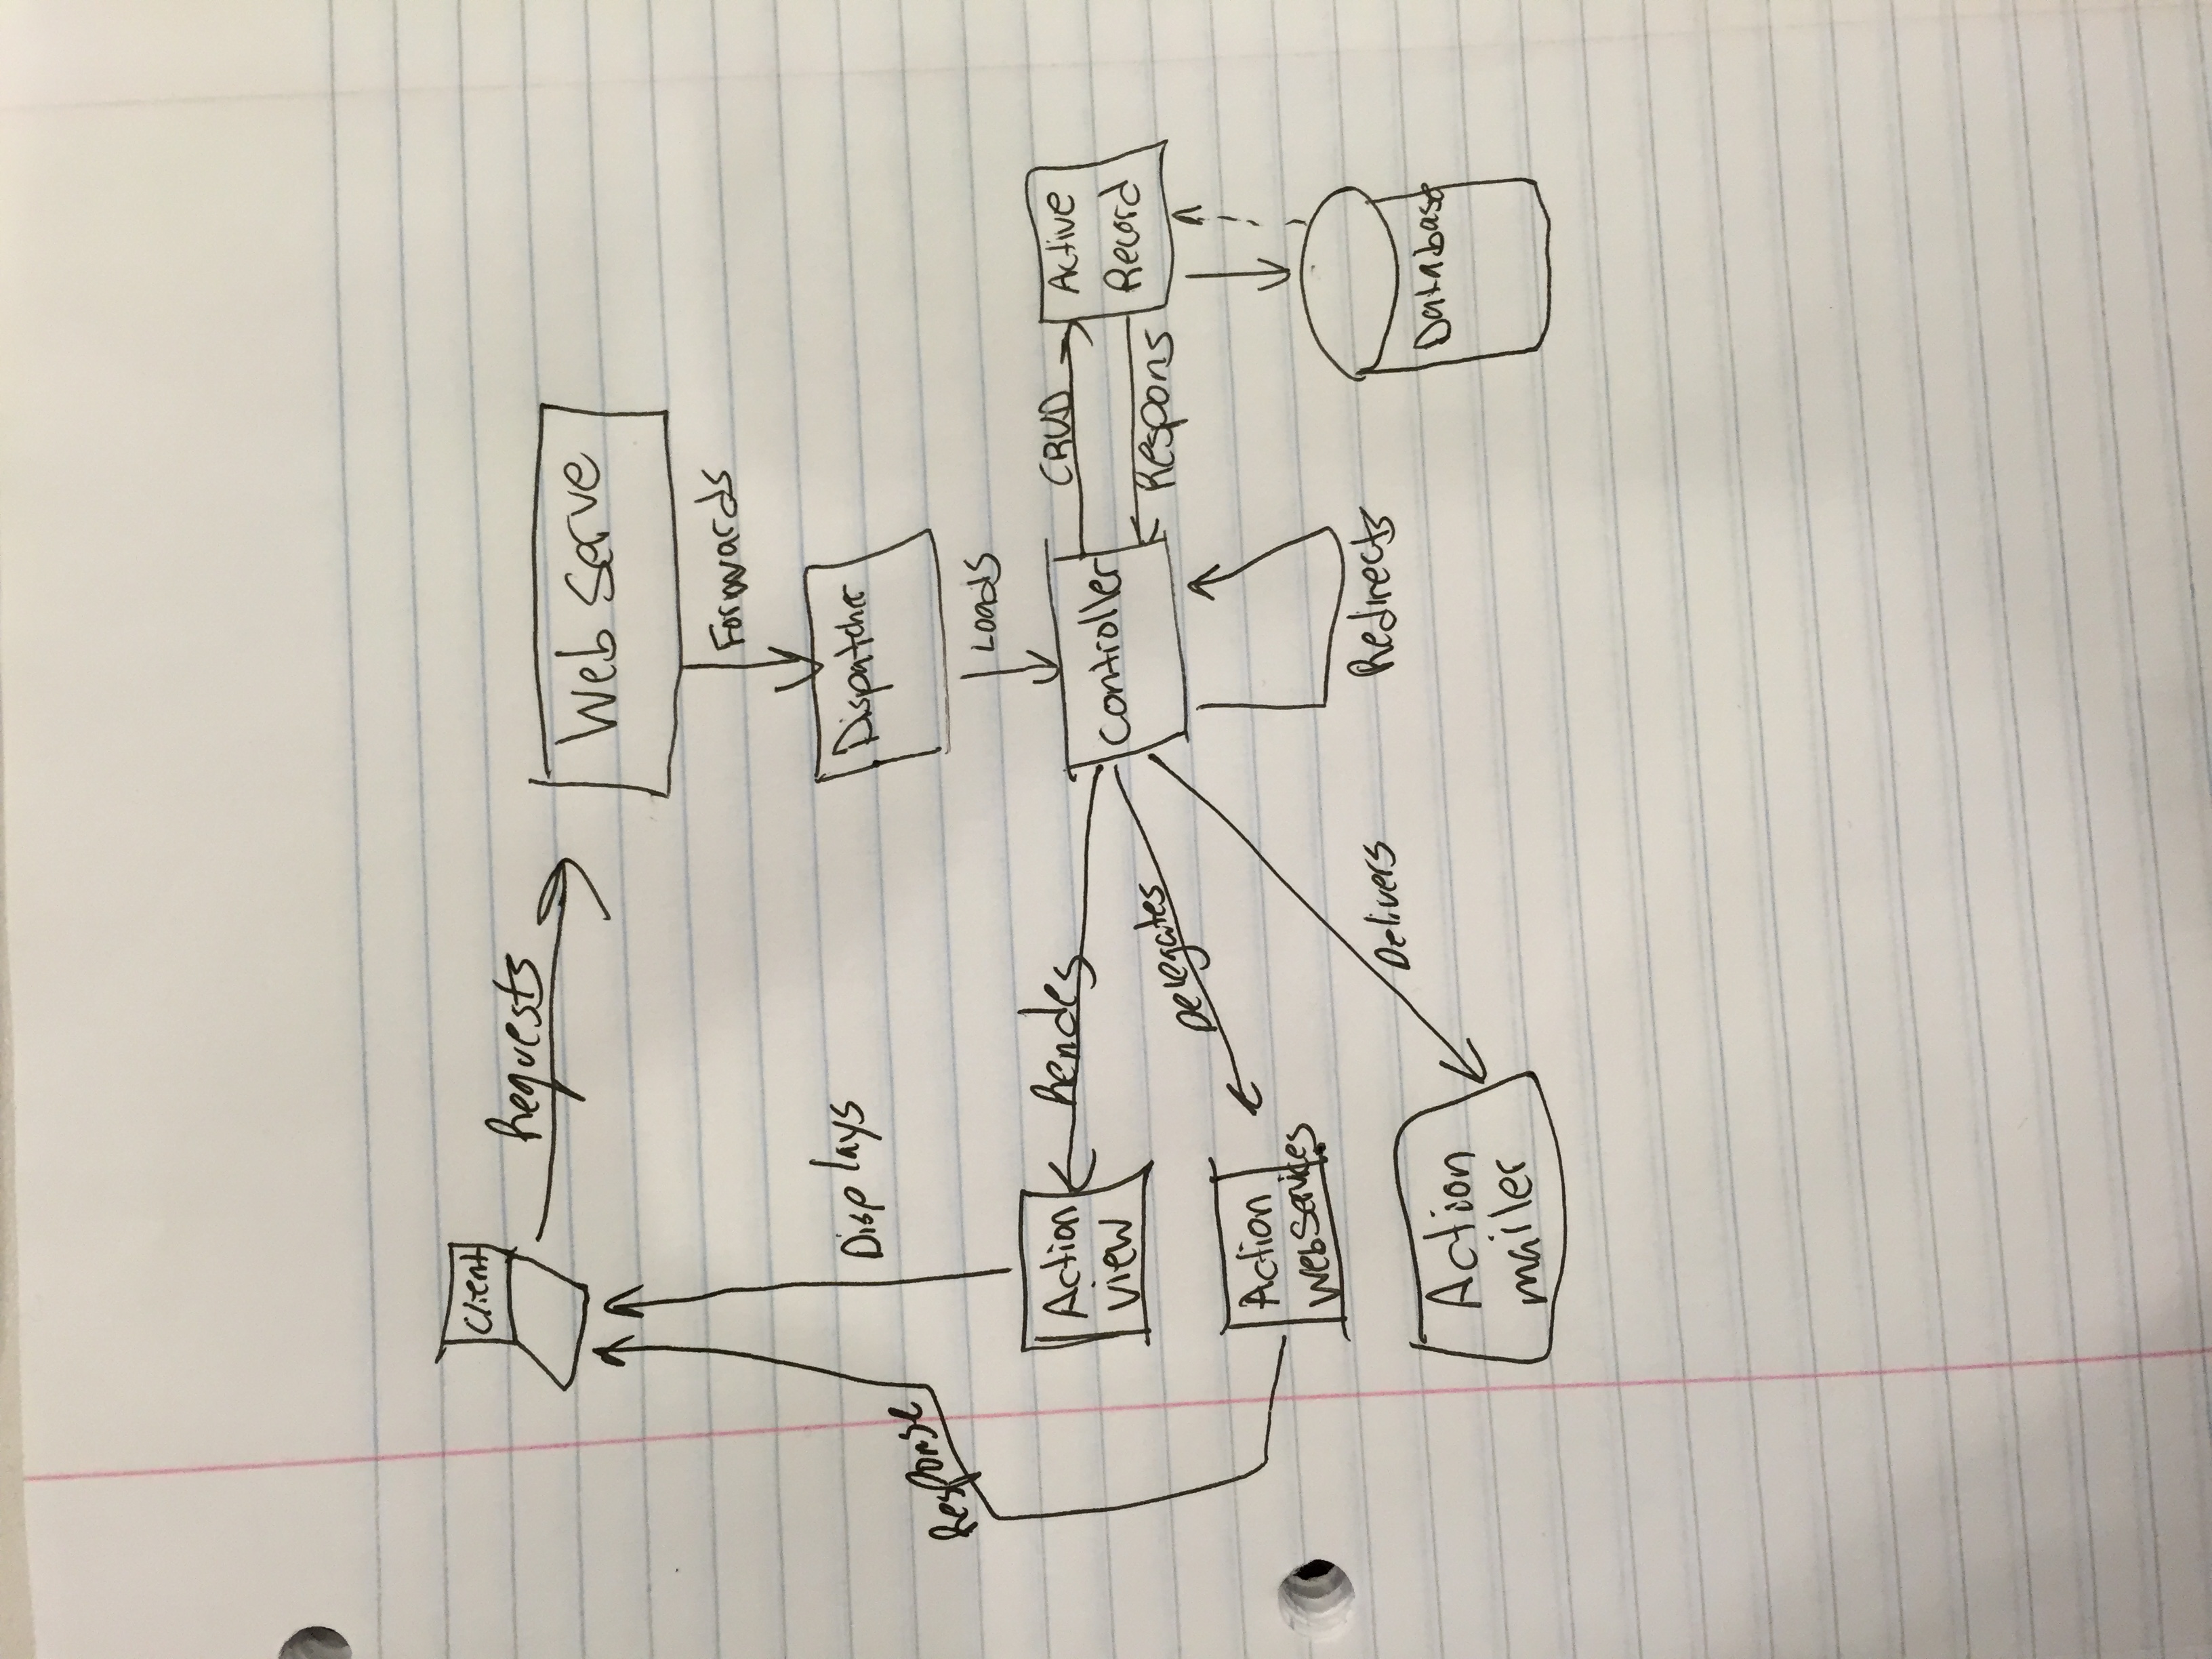 Client
Requests
Web Serve
Forwards
Dispatcher
Displays
Response
Loads
Action
view
Rendes
Controller
CRUD
Respons
Active
Record
Delegates
Action
WebServices
Delivers
Redirects
Action
mailer
Database